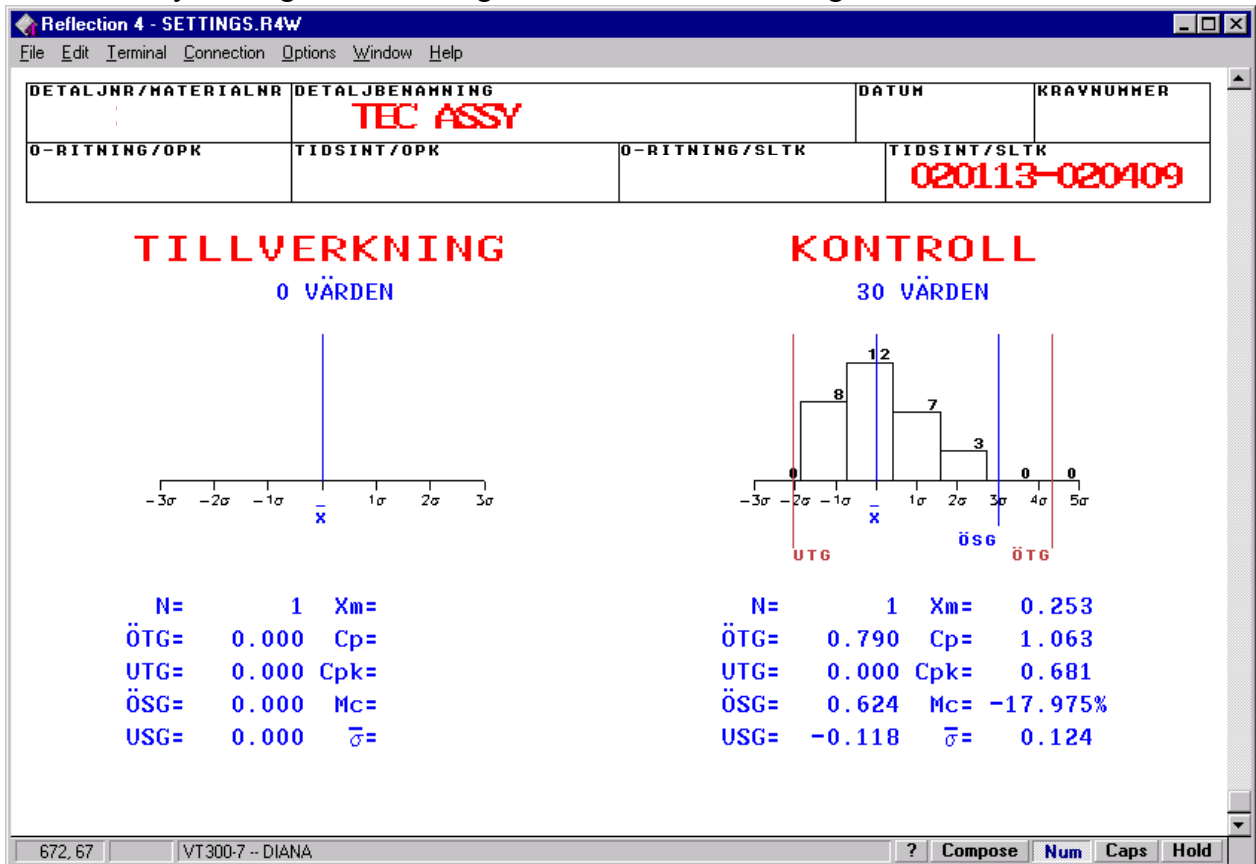 Reflection 4 - SETTINGS.R4W
File Edit Terminal Connection Options Window Help
DETALJNR/MATERIALNR DETALJBENAMNING DATUM KRAVNUMMER
TEC ASSY
O-RITNING/OPK TIDSINT/OPK O-RITNING/SLTK TIDSINT/SLTK
020113-020409
TILLVERKNING
0 VÄRDEN
-3σ -2σ -1σ x̄ 1σ 2σ 3σ
N= 1 Xm=
ÖTG= 0.000 Cp=
UTG= 0.000 Cpk=
ÖSG= 0.000 Mc=
USG= 0.000 σ̄=
KONTROLL
30 VÄRDEN
0 8 12 7 3 0 0
-3σ -2σ -1σ x̄ 1σ 2σ 3σ 4σ 5σ
UTG ÖSG ÖTG
N= 1 Xm= 0.253
ÖTG= 0.790 Cp= 1.063
UTG= 0.000 Cpk= 0.681
ÖSG= 0.624 Mc= -17.975%
USG= -0.118 σ̄= 0.124
672, 67 VT300-7 -- DIANA ? Compose Num Caps Hold